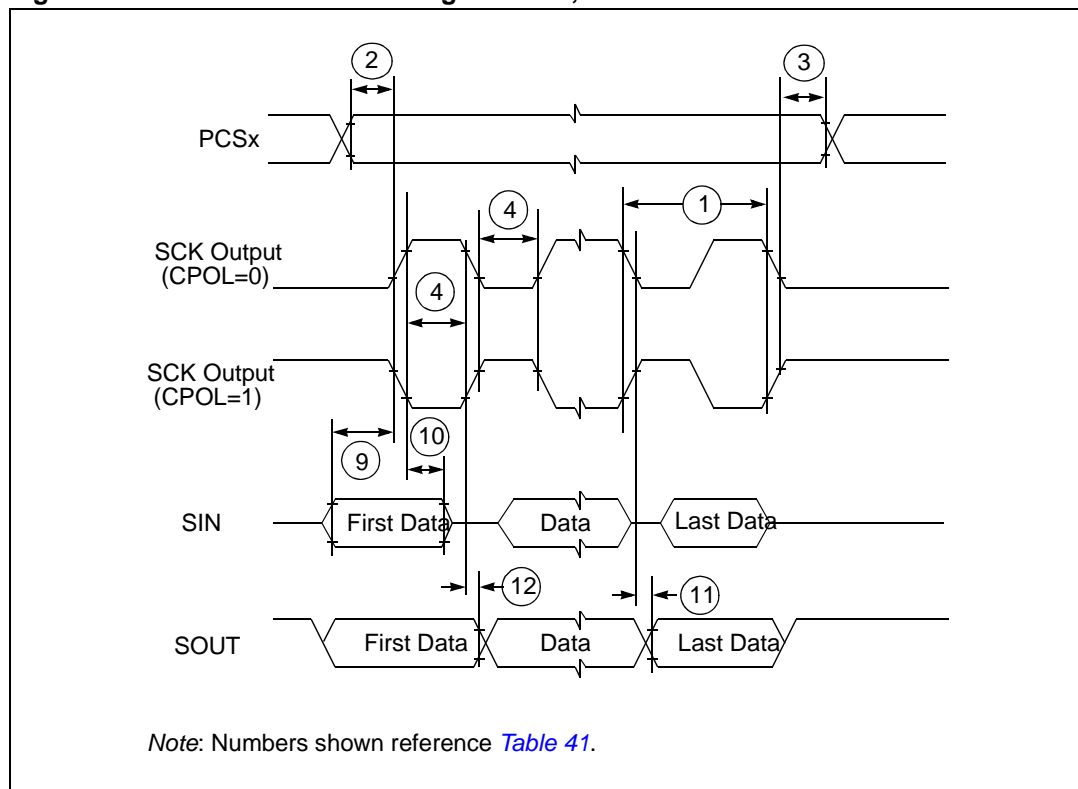 2
3
PCSx
4
1
SCK Output
(CPOL=0)
4
SCK Output
(CPOL=1)
10
9
SIN
First Data
Data
Last Data
12
11
SOUT
First Data
Data
Last Data
Note: Numbers shown reference Table 41.